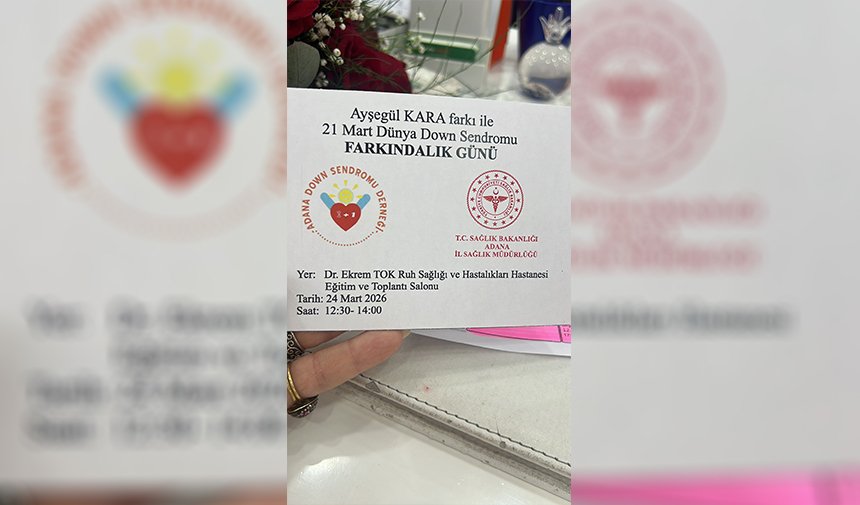 Ayşegül KARA farkı ile
21 Mart Dünya Down Sendromu
FARKINDALIK GÜNÜ
ADANA DOWN SENDROMU DERNEĞİ
+1
T.C. SAĞLIK BAKANLIĞI
ADANA
İL SAĞLIK MÜDÜRLÜĞÜ
Yer: Dr. Ekrem TOK Ruh Sağlığı ve Hastalıkları Hastanesi
Eğitim ve Toplantı Salonu
Tarih: 24 Mart 2026
Saat: 12:30- 14:00